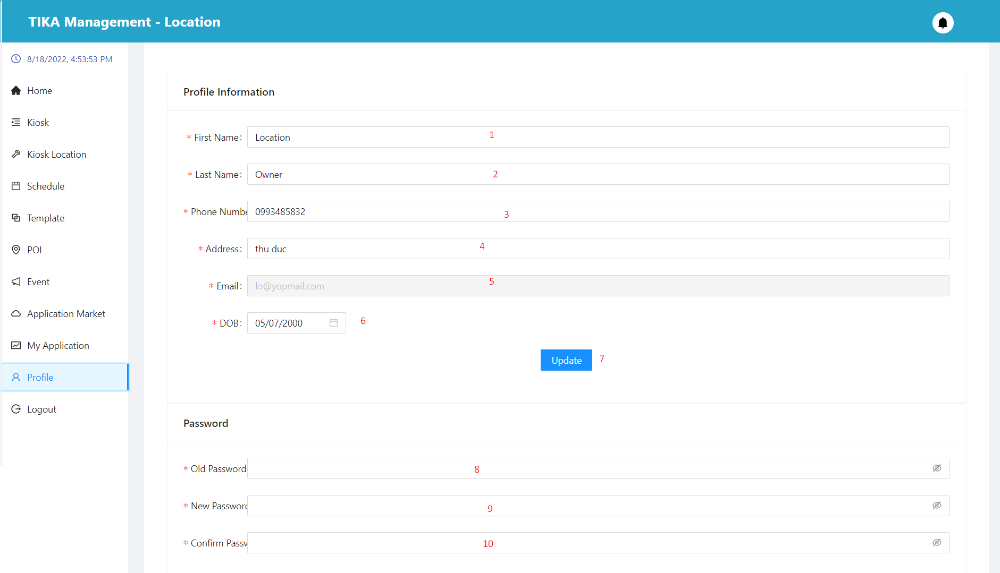 TIKA Management - Location
8/18/2022, 4:53:53 PM
Home
Kiosk
Kiosk Location
Schedule
Template
POI
Event
Application Market
My Application
Profile
Logout
Profile Information
* First Name: Location 1
* Last Name: Owner 2
* Phone Numbe 0993485832 3
* Address: thu duc 4
* Email: lo@yopmail.com 5
* DOB: 05/07/2000 6
Update 7
Password
* Old Password 8
* New Password 9
* Confirm Passw 10